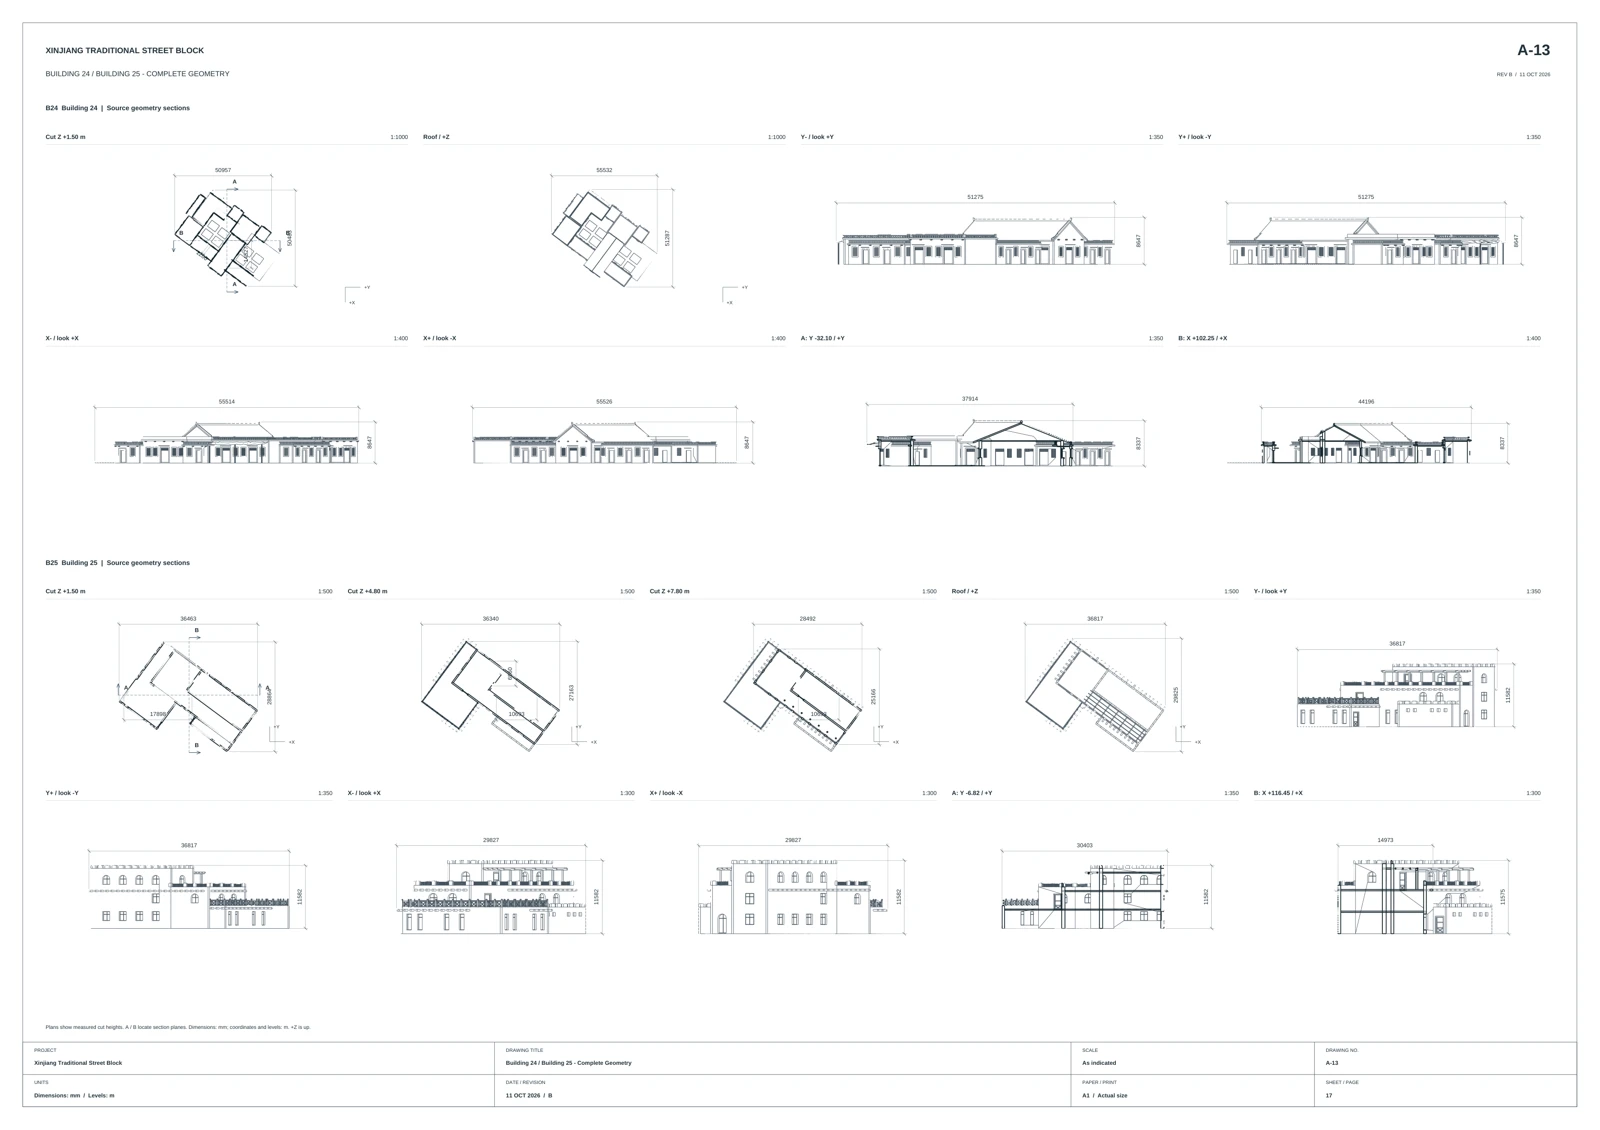 XINJIANG TRADITIONAL STREET BLOCK
A-13
BUILDING 24 / BUILDING 25 - COMPLETE GEOMETRY
REV B / 11 OCT 2026
B24 Building 24 | Source geometry sections
Cut Z +1.50 m 1:1000
Roof / +Z 1:1000
Y- / look +Y 1:350
Y+ / look -Y 1:350
50957
A
B
A
+Y
+X
55532
51287
+Y
+X
51275
8647
51275
8647
X- / look +X 1:400
X+ / look -X 1:400
A: Y -32.10 / +Y 1:350
B: X +102.25 / +X 1:400
55514
8647
55526
8647
37914
8337
44196
8337
B25 Building 25 | Source geometry sections
Cut Z +1.50 m 1:500
Cut Z +4.80 m 1:500
Cut Z +7.80 m 1:500
Roof / +Z 1:500
Y- / look +Y 1:350
36463
B
A
A
17898
B
+Y
+X
36340
27163
10631
+Y
+X
28492
25166
+Y
+X
36817
29825
+Y
+X
36817
11582
Y+ / look -Y 1:350
X- / look +X 1:300
X+ / look -X 1:300
A: Y -6.82 / +Y 1:350
B: X +116.45 / +X 1:300
36817
11582
29827
11582
29827
11582
30403
11582
14973
11575
Plans show measured cut heights. A / B locate section planes. Dimensions: mm; coordinates and levels: m. +Z is up.
PROJECT
Xinjiang Traditional Street Block
DRAWING TITLE
Building 24 / Building 25 - Complete Geometry
SCALE
As indicated
DRAWING NO.
A-13
UNITS
Dimensions: mm / Levels: m
DATE / REVISION
11 OCT 2026 / B
PAPER / PRINT
A1 / Actual size
SHEET / PAGE
17